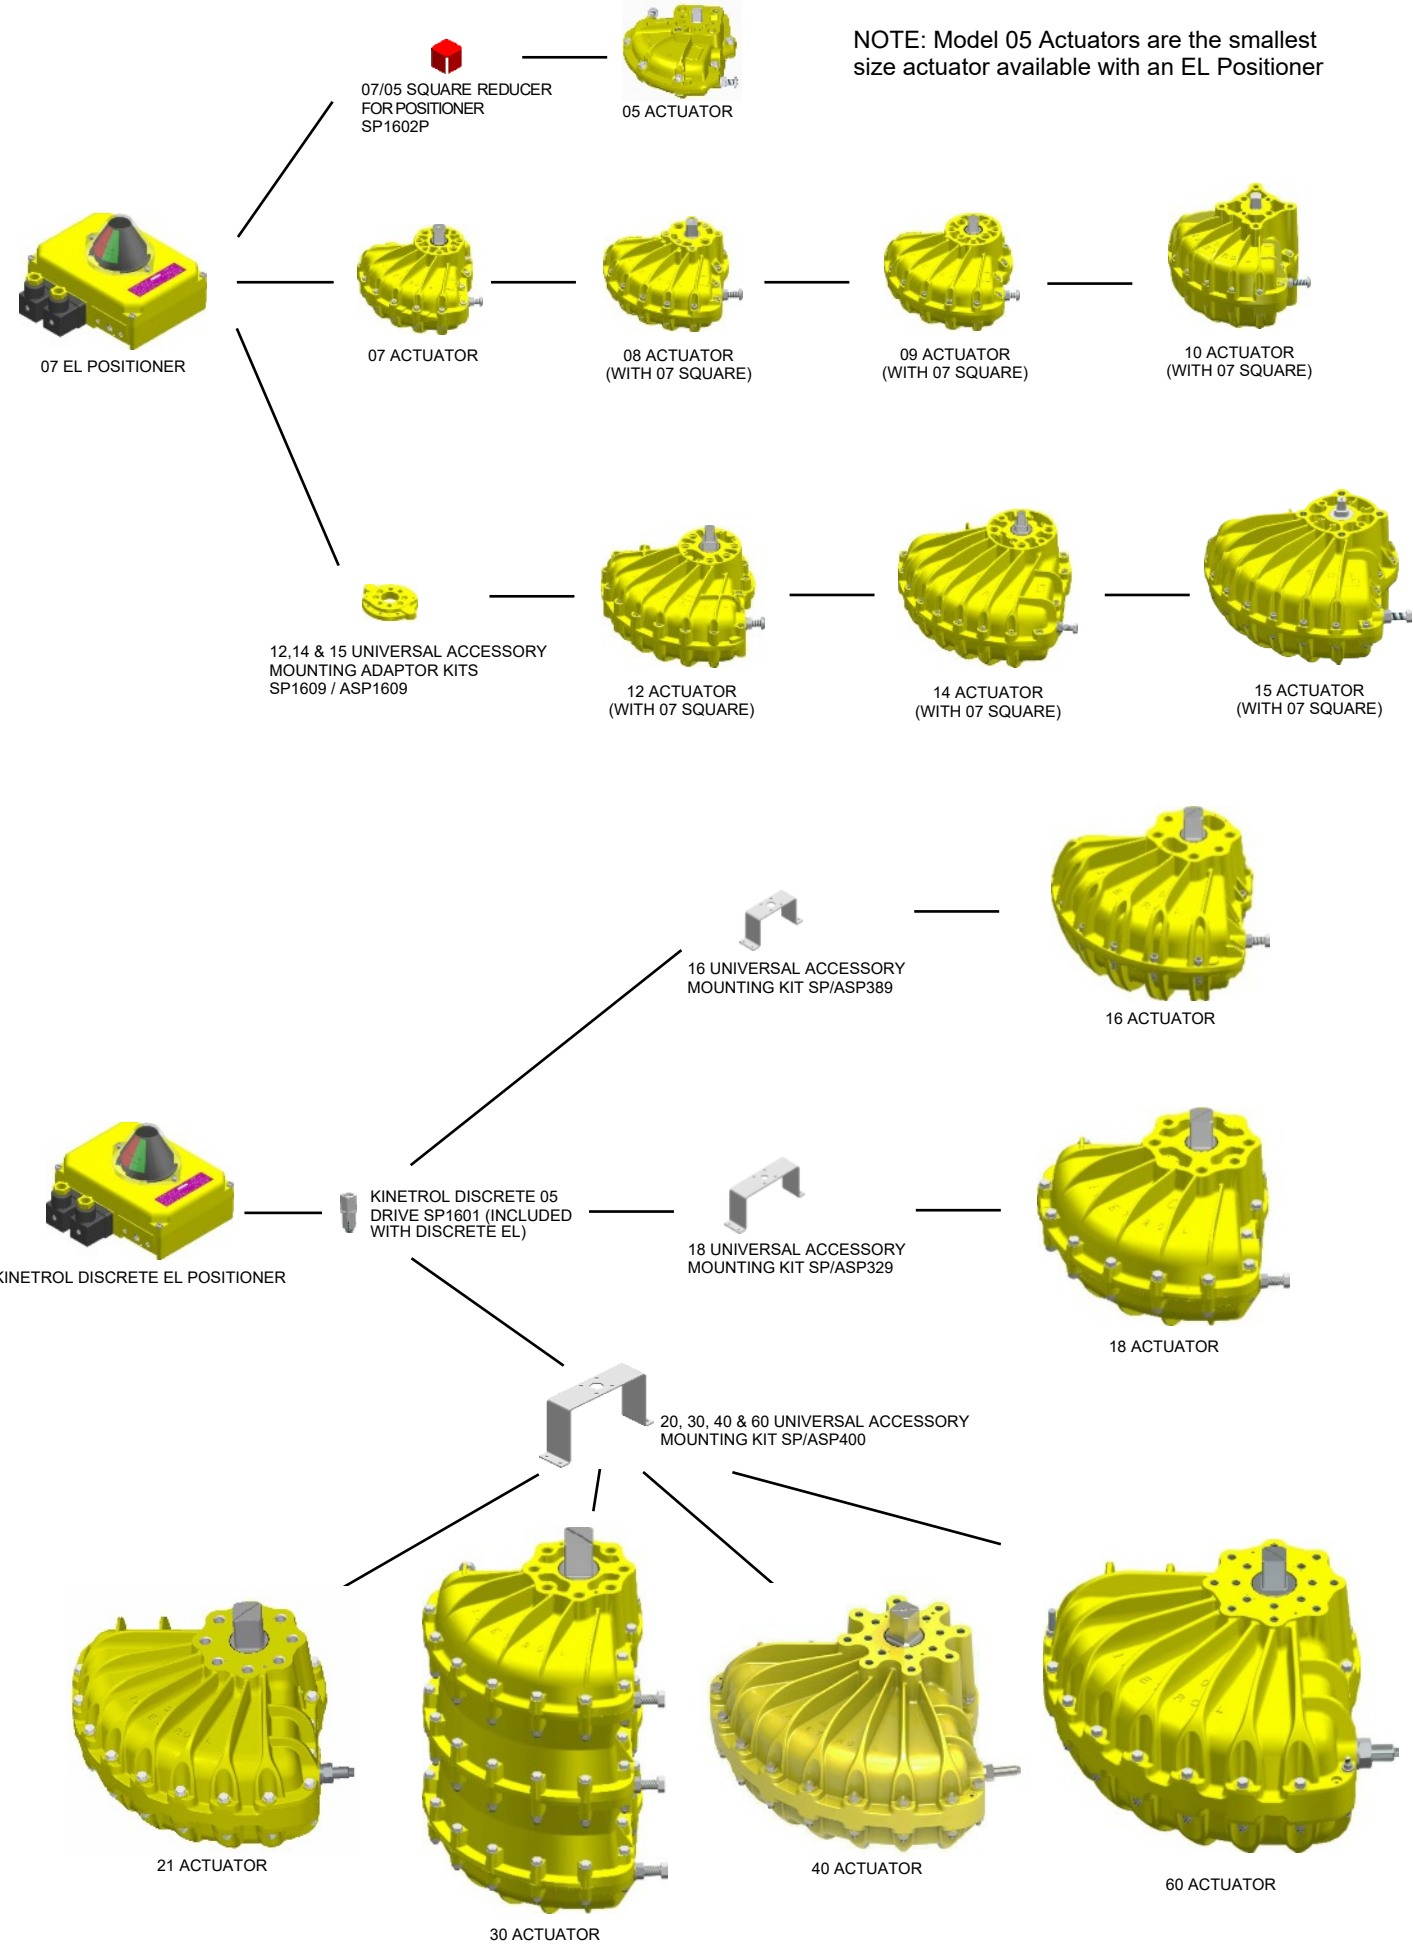 NOTE: Model 05 Actuators are the smallest
size actuator available with an EL Positioner
07/05 SQUARE REDUCER
FOR POSITIONER
SP1602P
05 ACTUATOR
07 EL POSITIONER
07 ACTUATOR
08 ACTUATOR
(WITH 07 SQUARE)
09 ACTUATOR
(WITH 07 SQUARE)
10 ACTUATOR
(WITH 07 SQUARE)
12,14 & 15 UNIVERSAL ACCESSORY
MOUNTING ADAPTOR KITS
SP1609 / ASP1609
12 ACTUATOR
(WITH 07 SQUARE)
14 ACTUATOR
(WITH 07 SQUARE)
15 ACTUATOR
(WITH 07 SQUARE)
16 UNIVERSAL ACCESSORY
MOUNTING KIT SP/ASP389
16 ACTUATOR
KINETROL DISCRETE EL POSITIONER
KINETROL DISCRETE 05
DRIVE SP1601 (INCLUDED
WITH DISCRETE EL)
18 UNIVERSAL ACCESSORY
MOUNTING KIT SP/ASP329
18 ACTUATOR
20, 30, 40 & 60 UNIVERSAL ACCESSORY
MOUNTING KIT SP/ASP400
21 ACTUATOR
30 ACTUATOR
40 ACTUATOR
60 ACTUATOR